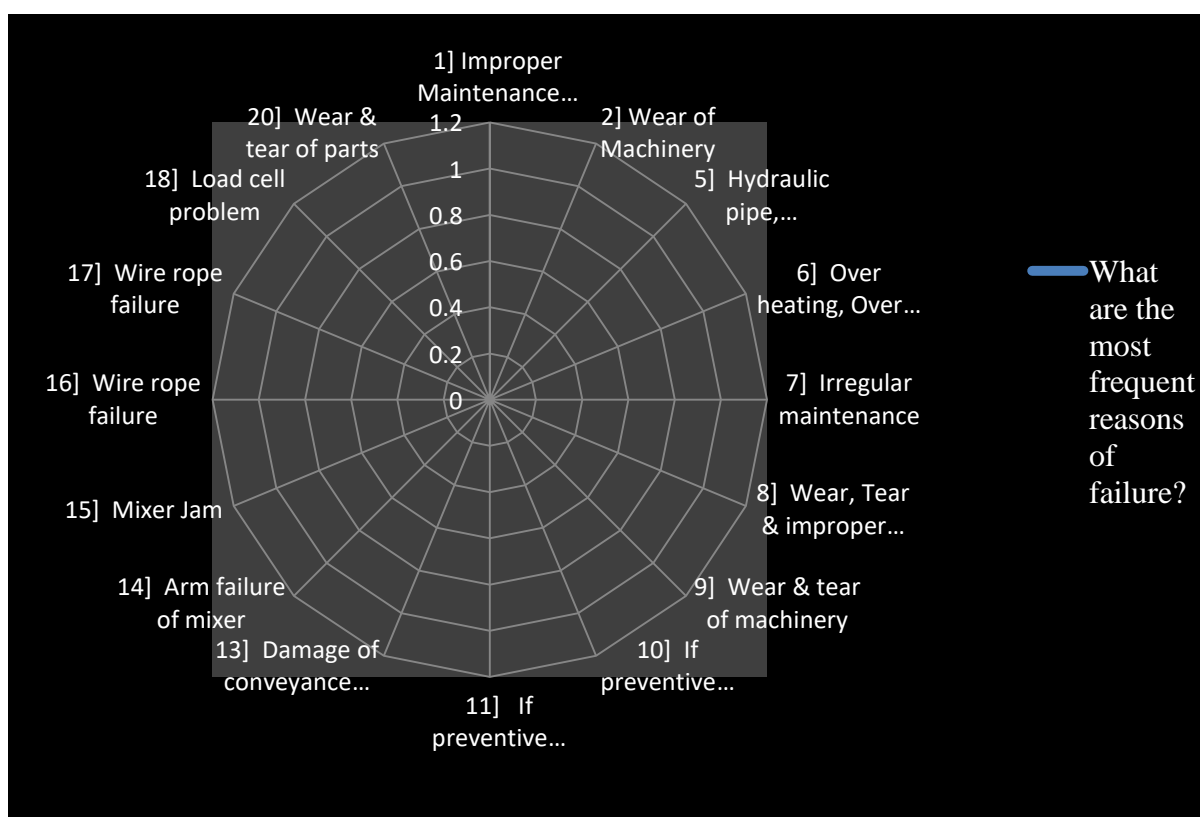 1] Improper
Maintenance…
2] Wear of
Machinery
5] Hydraulic
pipe,…
6] Over
heating, Over…
7] Irregular
maintenance
8] Wear, Tear
& improper…
9] Wear & tear
of machinery
10] If
preventive…
11] If
preventive…
13] Damage of
conveyance…
14] Arm failure
of mixer
15] Mixer Jam
16] Wire rope
failure
17] Wire rope
failure
18] Load cell
problem
20] Wear &
tear of parts
1.2
1
0.8
0.6
0.4
0.2
0
What
are the
most
frequent
reasons
of
failure?